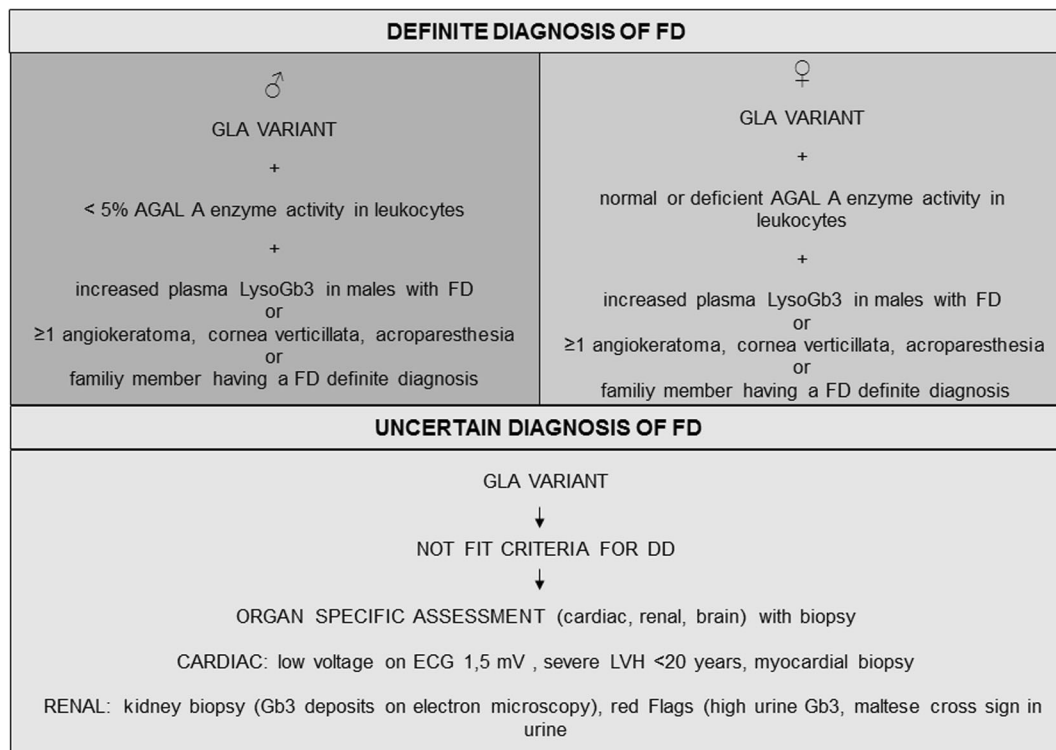 DEFINITE DIAGNOSIS OF FD
♂
GLA VARIANT
+
< 5% AGAL A enzyme activity in leukocytes
+
increased plasma LysoGb3 in males with FD
or
≥1 angiokeratoma, cornea verticillata, acroparesthesia
or
familiy member having a FD definite diagnosis
♀
GLA VARIANT
+
normal or deficient AGAL A enzyme activity in
leukocytes
+
increased plasma LysoGb3 in males with FD
or
≥1 angiokeratoma, cornea verticillata, acroparesthesia
or
familiy member having a FD definite diagnosis
UNCERTAIN DIAGNOSIS OF FD
GLA VARIANT
↓
NOT FIT CRITERIA FOR DD
↓
ORGAN SPECIFIC ASSESSMENT (cardiac, renal, brain) with biopsy
CARDIAC: low voltage on ECG 1,5 mV , severe LVH <20 years, myocardial biopsy
RENAL: kidney biopsy (Gb3 deposits on electron microscopy), red Flags (high urine Gb3, maltese cross sign in
urine